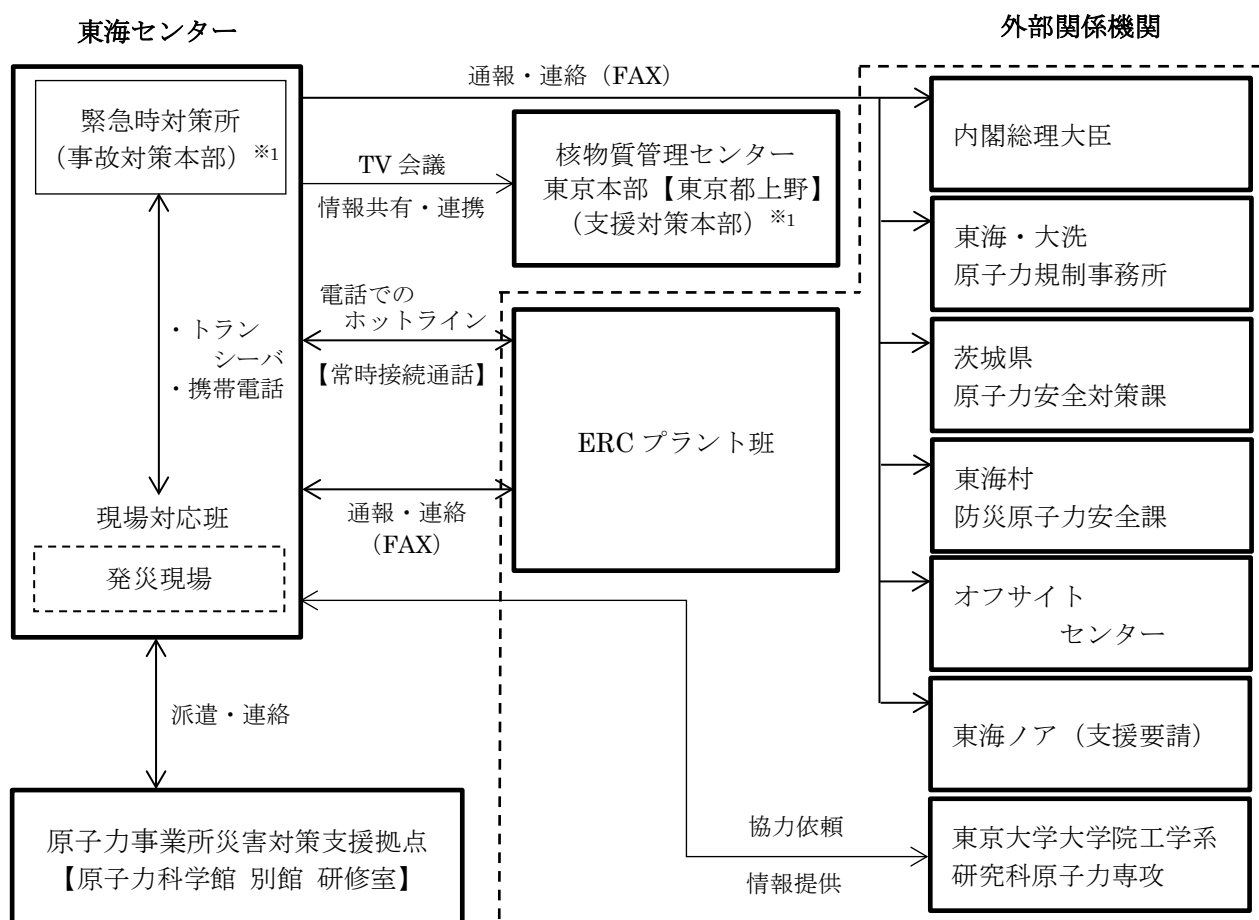 東海センター
外部関係機関
通報・連絡（FAX）
緊急時対策所
（事故対策本部）※1
TV 会議
情報共有・連携
核物質管理センター
東京本部【東京都上野】
（支援対策本部）※1
内閣総理大臣
東海・大洗
原子力規制事務所
電話での
ホットライン
【常時接続通話】
・トラン
シーバ
・携帯電話
茨城県
原子力安全対策課
ERC プラント班
東海村
防災原子力安全課
通報・連絡
（FAX）
現場対応班
発災現場
オフサイト
センター
派遣・連絡
東海ノア（支援要請）
原子力事業所災害対策支援拠点
【原子力科学館 別館 研修室】
協力依頼
情報提供
東京大学大学院工学系
研究科原子力専攻